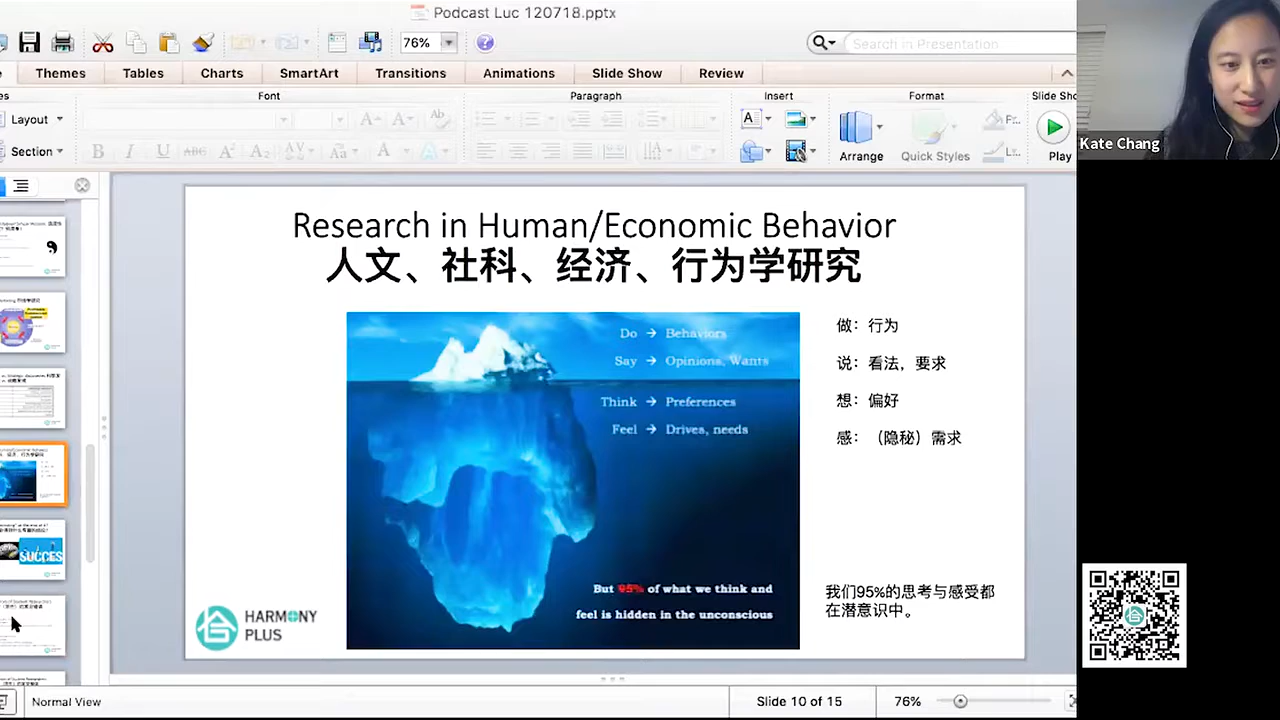 Podcast Luc 120718.pptx
76%
Search in Presentation
Themes
Tables
Charts
SmartArt
Transitions
Animations
Slide Show
Review
Font
Paragraph
Insert
Format
Slide Sho
Layout
Section
Arrange
Quick Styles
Play
Kate Chang
Research in Human/Economic Behavior
人文、社科、经济、行为学研究
Do → Behaviors
Say → Opinions, Wants
Think → Preferences
Feel → Drives, needs
But 95% of what we think and
feel is hidden in the unconscious
做：行为
说：看法，要求
想：偏好
感：（隐秘）需求
我们95%的思考与感受都
在潜意识中。
HARMONY
PLUS
SUCCES
Normal View
Slide 10 of 15
76%